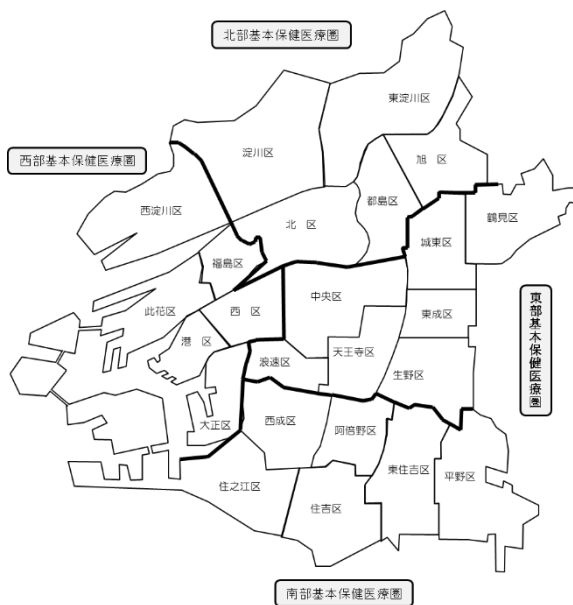 北部基本保健医療圏
東淀川区
淀川区
西部基本保健医療圏
旭 区
西淀川区
都島区
鶴見区
北 区
城東区
福島区
此花区
西 区
中央区
東成区
港 区
天王寺区
浪速区
生野区
東部基本保健医療圏
大正区
西成区
阿倍野区
東住吉区
平野区
住之江区
住吉区
南部基本保健医療圏